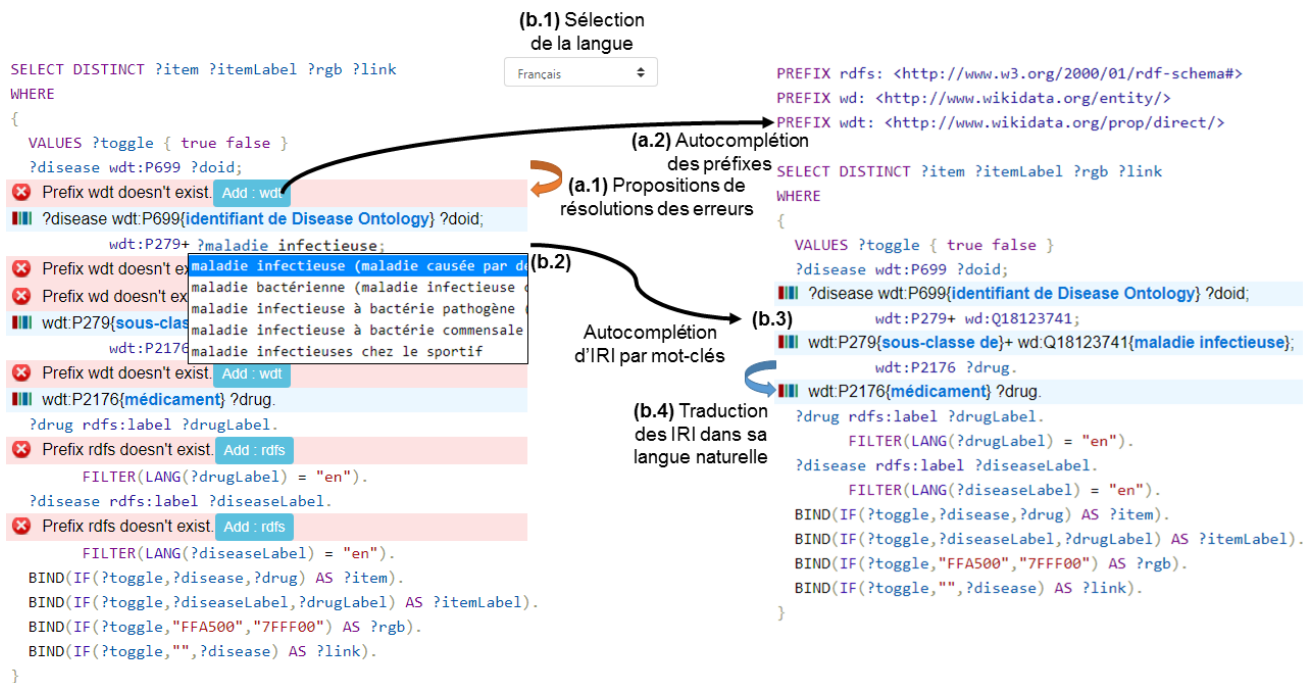 (b.1) Sélection
de la langue
Français
SELECT DISTINCT ?item ?itemLabel ?rgb ?link
WHERE
{
VALUES ?toggle { true false }
?disease wdt:P699 ?doid;
Prefix wdt doesn't exist. Add : wdt
?disease wdt:P699{identifiant de Disease Ontology} ?doid;
wdt:P279+ ?maladie infectieuse;
Prefix wdt doesn't ex
maladie infectieuse (maladie causée par de
Prefix wd doesn't ex
maladie bactérienne (maladie infectieuse
maladie infectieuse à bactérie pathogène
wdt:P279{sous-clas
maladie infectieuse à bactérie commensale
wdt:P2176
maladie infectieuses chez le sportif
Prefix wdt doesn't exist. Add : wdt
wdt:P2176{médicament} ?drug.
?drug rdfs:label ?drugLabel.
Prefix rdfs doesn't exist. Add : rdfs
FILTER(LANG(?drugLabel) = "en").
?disease rdfs:label ?diseaseLabel.
Prefix rdfs doesn't exist. Add : rdfs
FILTER(LANG(?diseaseLabel) = "en").
BIND(IF(?toggle,?disease,?drug) AS ?item).
BIND(IF(?toggle,?diseaseLabel,?drugLabel) AS ?itemLabel).
BIND(IF(?toggle,"FFA500","7FFF00") AS ?rgb).
BIND(IF(?toggle,"",?disease) AS ?link).
}
(a.2) Autocomplétion
des préfixes
(a.1) Propositions de
résolutions des erreurs
(b.2)
Autocomplétion
d'IRI par mot-clés
(b.3)
(b.4) Traduction
des IRI dans sa
langue naturelle
PREFIX rdfs: <http://www.w3.org/2000/01/rdf-schema#>
PREFIX wd: <http://www.wikidata.org/entity/>
PREFIX wdt: <http://www.wikidata.org/prop/direct/>
SELECT DISTINCT ?item ?itemLabel ?rgb ?link
WHERE
{
VALUES ?toggle { true false }
?disease wdt:P699 ?doid;
?disease wdt:P699{identifiant de Disease Ontology} ?doid;
wdt:P279+ wd:Q18123741;
wdt:P279{sous-classe de}+ wd:Q18123741{maladie infectieuse};
wdt:P2176 ?drug.
wdt:P2176{médicament} ?drug.
?drug rdfs:label ?drugLabel.
FILTER(LANG(?drugLabel) = "en").
?disease rdfs:label ?diseaseLabel.
FILTER(LANG(?diseaseLabel) = "en").
BIND(IF(?toggle,?disease,?drug) AS ?item).
BIND(IF(?toggle,?diseaseLabel,?drugLabel) AS ?itemLabel).
BIND(IF(?toggle,"FFA500","7FFF00") AS ?rgb).
BIND(IF(?toggle,"",?disease) AS ?link).
}